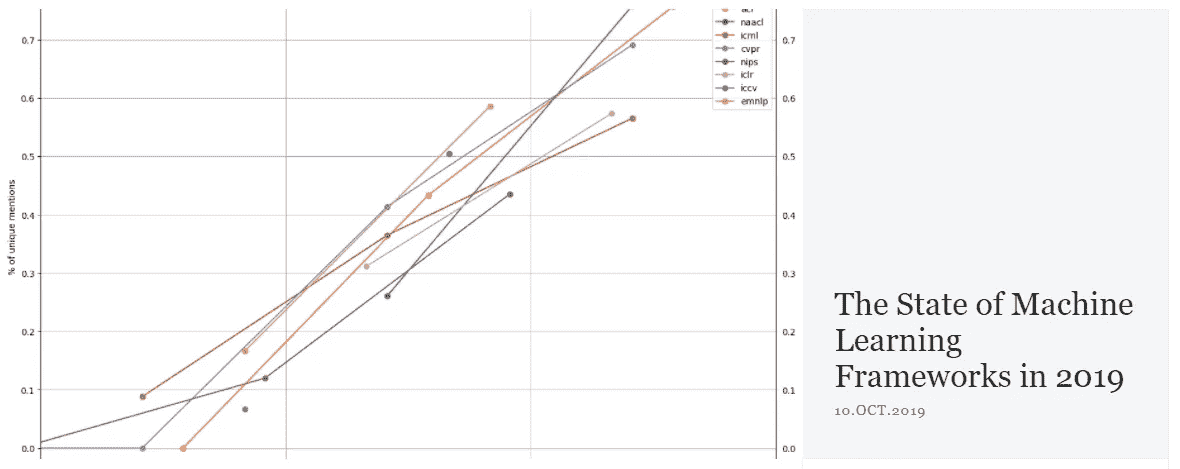 acl
naacl
icml
cvpr
nips
iclr
iccv
emnlp
0.7
0.6
0.5
0.4
0.3
0.2
0.1
0.0
% of unique mentions
0.7
0.6
0.5
0.4
0.3
0.2
0.1
0.0
The State of Machine
Learning
Frameworks in 2019
10.OCT.2019